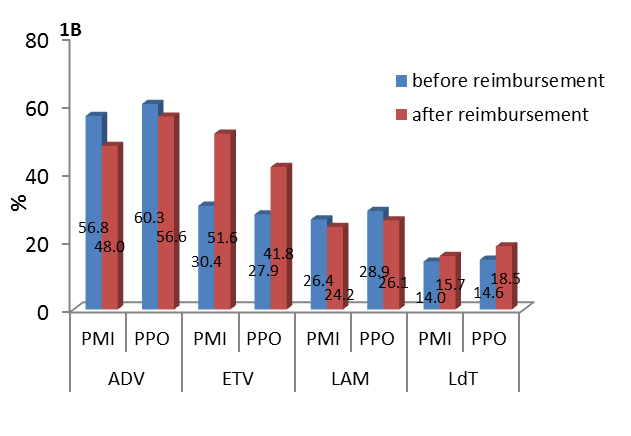 1B
80
60
40
20
0
%
before reimbursement
after reimbursement
56.8 48.0 60.3 56.6 30.4 51.6 27.9 41.8 26.4 24.2 28.9 26.1 14.0 15.7 14.6 18.5
PMI PPO PMI PPO PMI PPO PMI PPO
ADV ETV LAM LdT